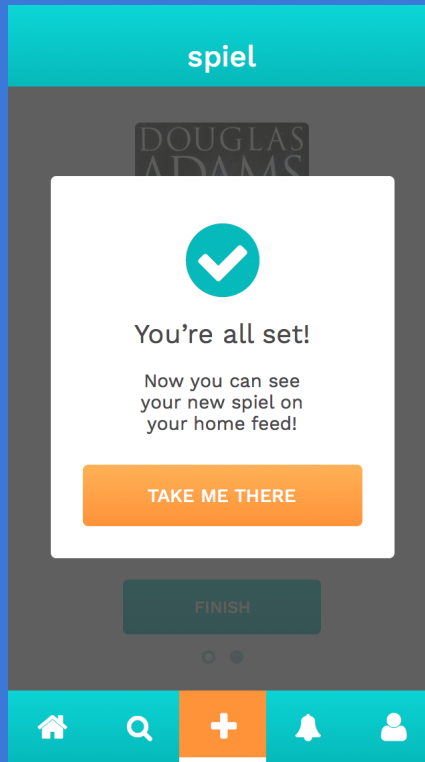 spiel
DOUGLAS
ADAMS
You're all set!
Now you can see
your new spiel on
your home feed!
TAKE ME THERE
FINISH